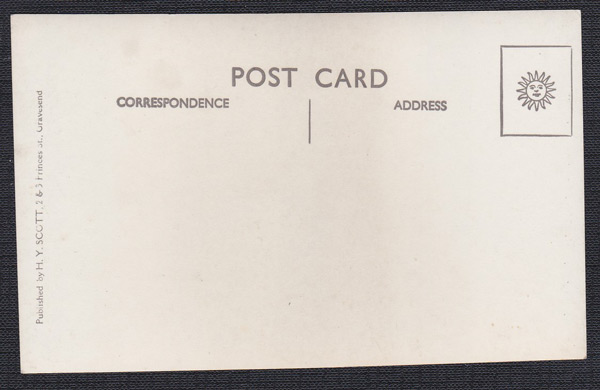 POST CARD
CORRESPONDENCE
ADDRESS
Published by H. Y. SCOTT, 2 & 3 Princes St., Gravesend